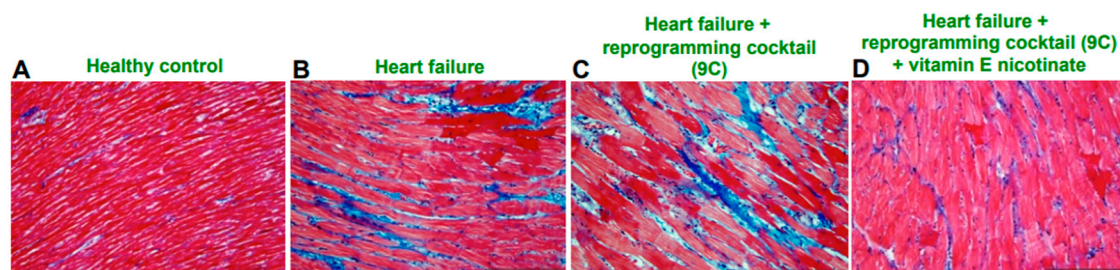 A
Healthy control
B
Heart failure
C
Heart failure +
reprogramming cocktail
(9C)
D
Heart failure +
reprogramming cocktail (9C)
+ vitamin E nicotinate